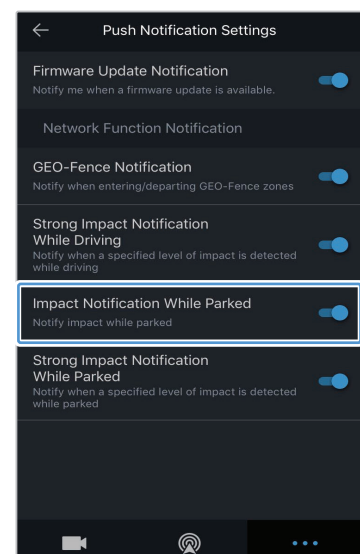 Push Notification Settings
Firmware Update Notification
Notify me when a firmware update is available.
Network Function Notification
GEO-Fence Notification
Notify when entering/departing GEO-Fence zones
Strong Impact Notification
While Driving
Notify when a specified level of impact is detected
while driving
Impact Notification While Parked
Notify impact while parked
Strong Impact Notification
While Parked
Notify when a specified level of impact is detected
while parked